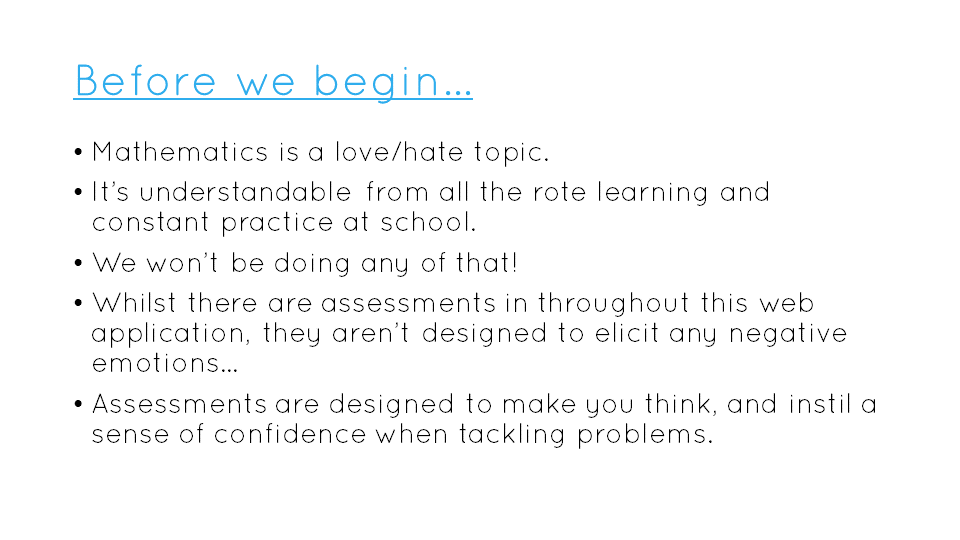 Before we begin...
• Mathematics is a love/hate topic.
• It's understandable from all the rote learning and
constant practice at school.
• We won't be doing any of that!
• Whilst there are assessments in throughout this web
application, they aren't designed to elicit any negative
emotions...
• Assessments are designed to make you think, and instil a
sense of confidence when tackling problems.